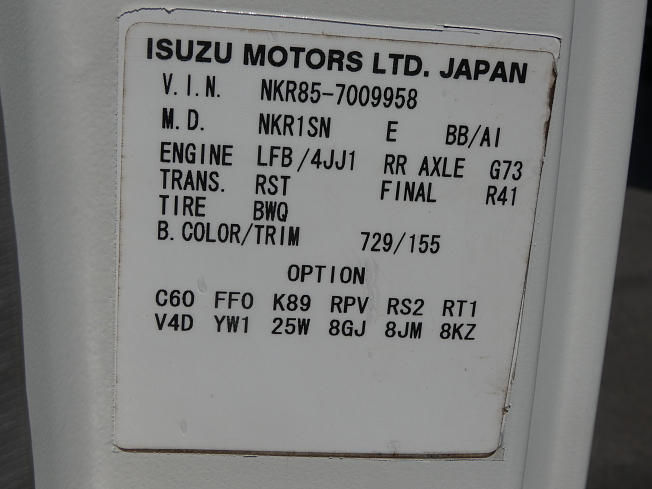 ISUZU MOTORS LTD. JAPAN
V.I.N. NKR85-7009958
M.D. NKR1SN E BB/AI
ENGINE LFB/4JJ1 RR AXLE G73
TRANS. RST FINAL R41
TIRE BWQ
B.COLOR/TRIM 729/155
OPTION
C60 FF0 K89 RPV RS2 RT1
V4D YW1 25W 8GJ 8JM 8KZ